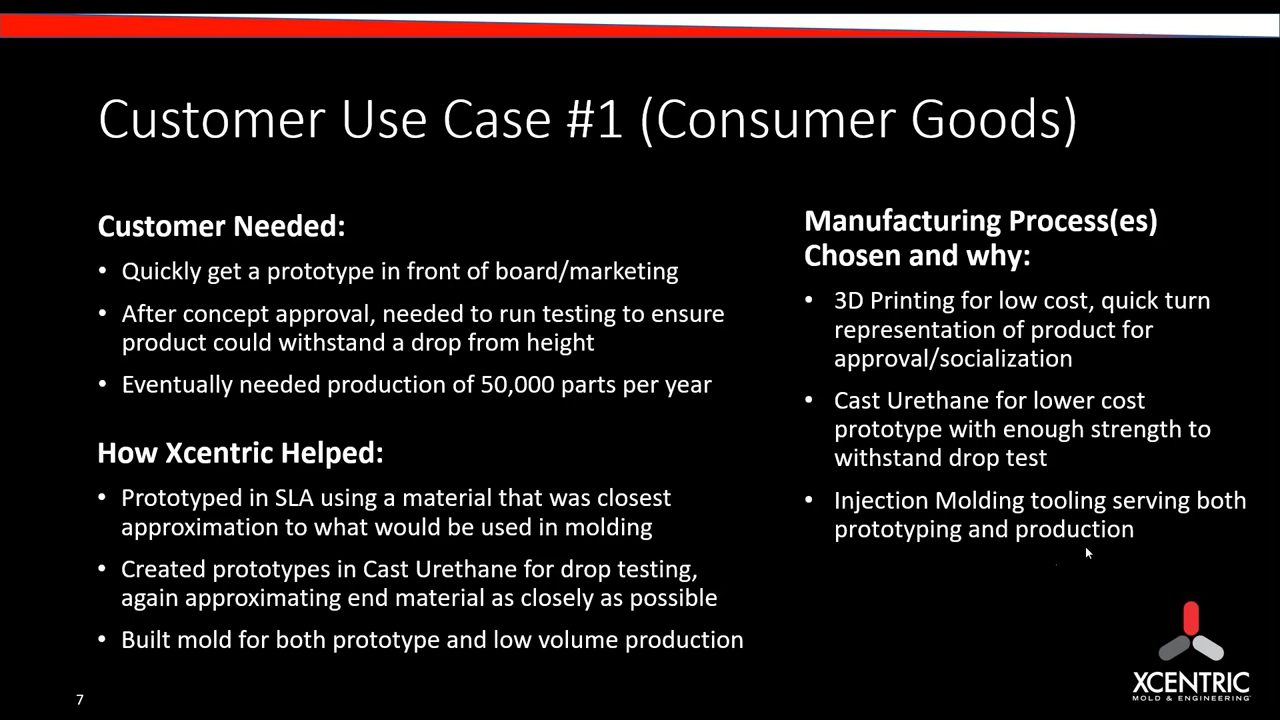 Customer Use Case #1 (Consumer Goods)
Customer Needed:
• Quickly get a prototype in front of board/marketing
• After concept approval, needed to run testing to ensure
product could withstand a drop from height
• Eventually needed production of 50,000 parts per year
How Xcentric Helped:
• Prototyped in SLA using a material that was closest
approximation to what would be used in molding
• Created prototypes in Cast Urethane for drop testing,
again approximating end material as closely as possible
• Built mold for both prototype and low volume production
Manufacturing Process(es)
Chosen and why:
• 3D Printing for low cost, quick turn
representation of product for
approval/socialization
• Cast Urethane for lower cost
prototype with enough strength to
withstand drop test
• Injection Molding tooling serving both
prototyping and production
7
XCENTRIC
MOLD & ENGINEERING